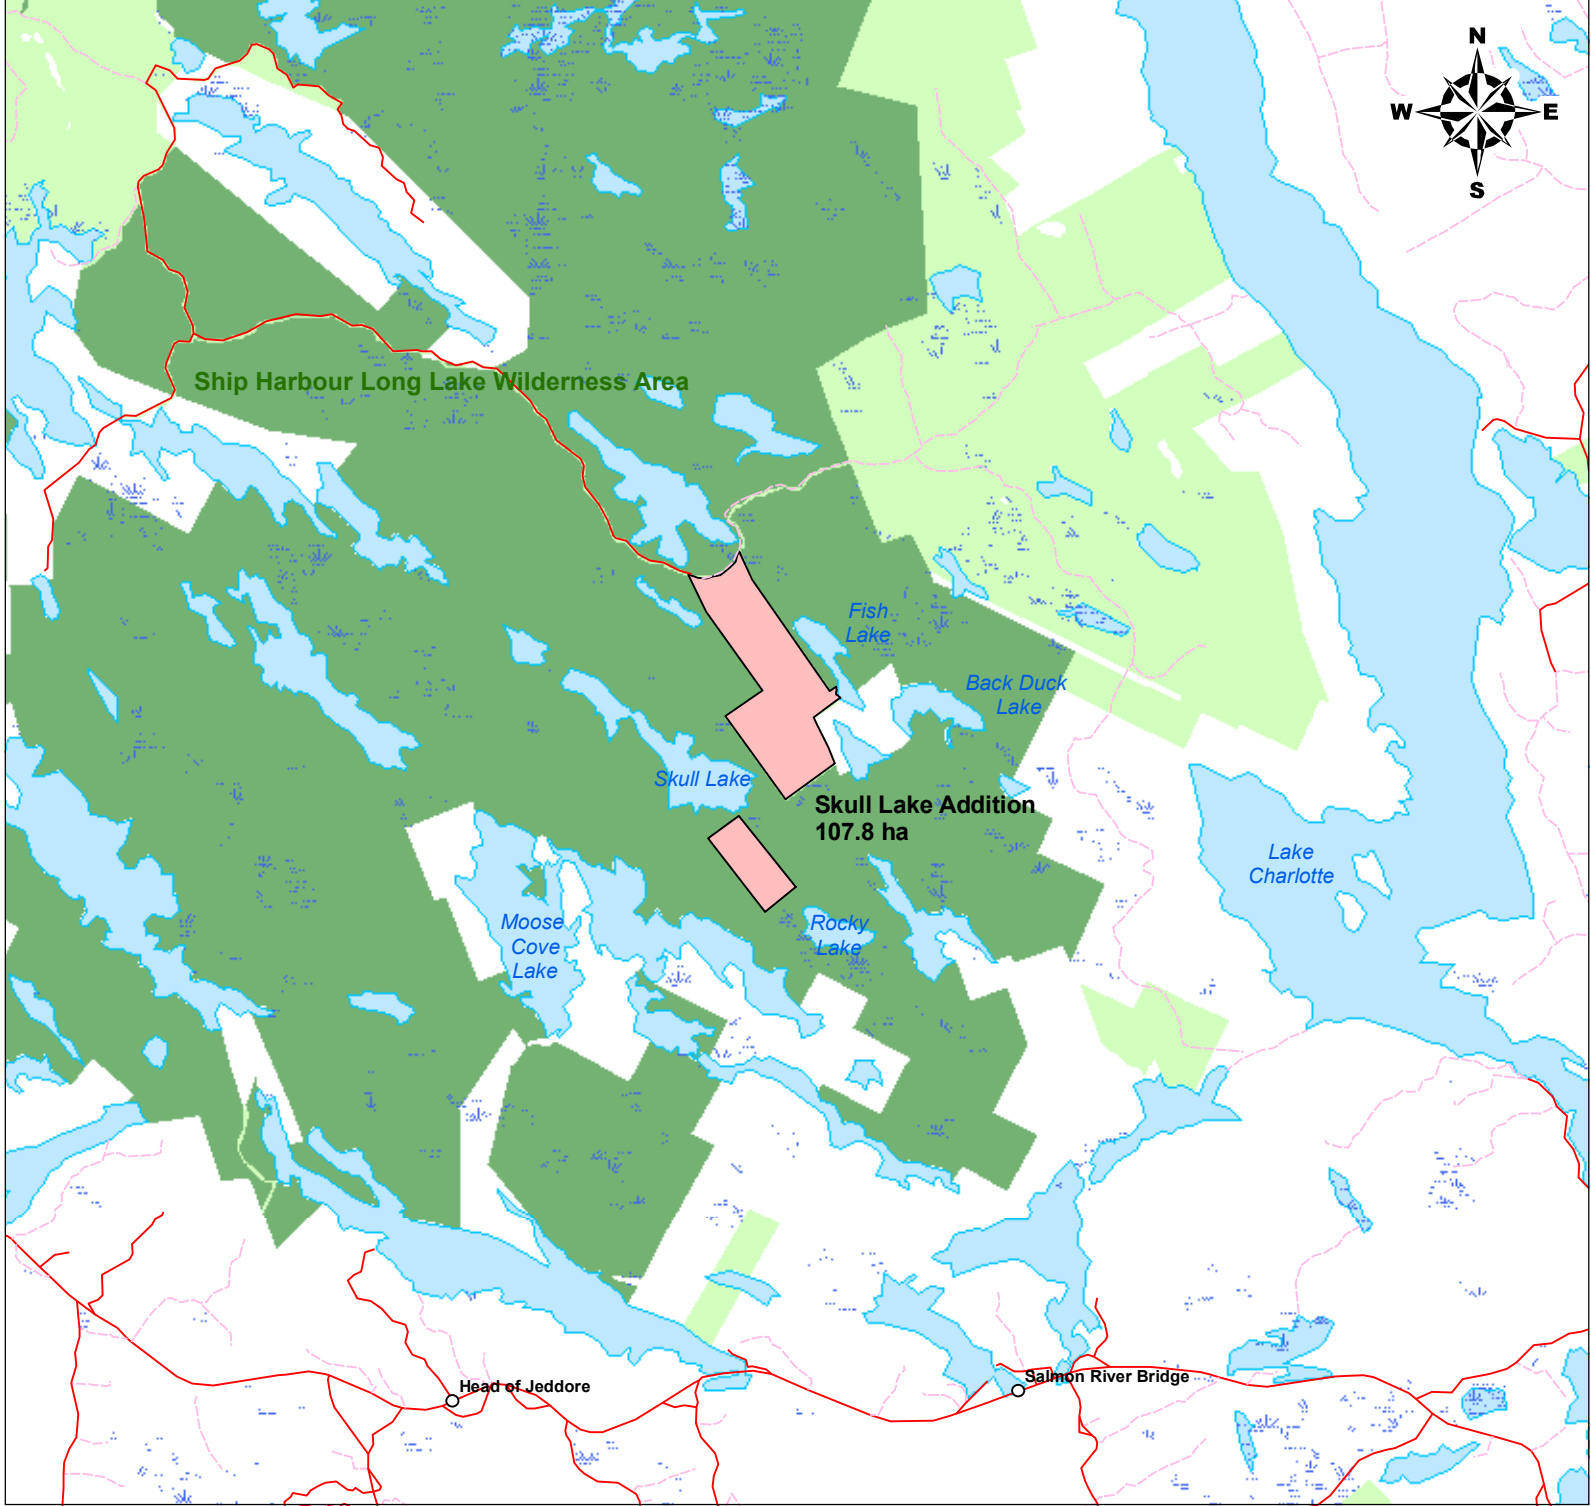 N
W
E
S
Ship Harbour Long Lake Wilderness Area
Fish
Lake
Back Duck
Lake
Skull Lake
Skull Lake Addition
107.8 ha
Lake
Charlotte
Moose
Cove
Lake
Rocky
Lake
Head of Jeddore
Salmon River Bridge